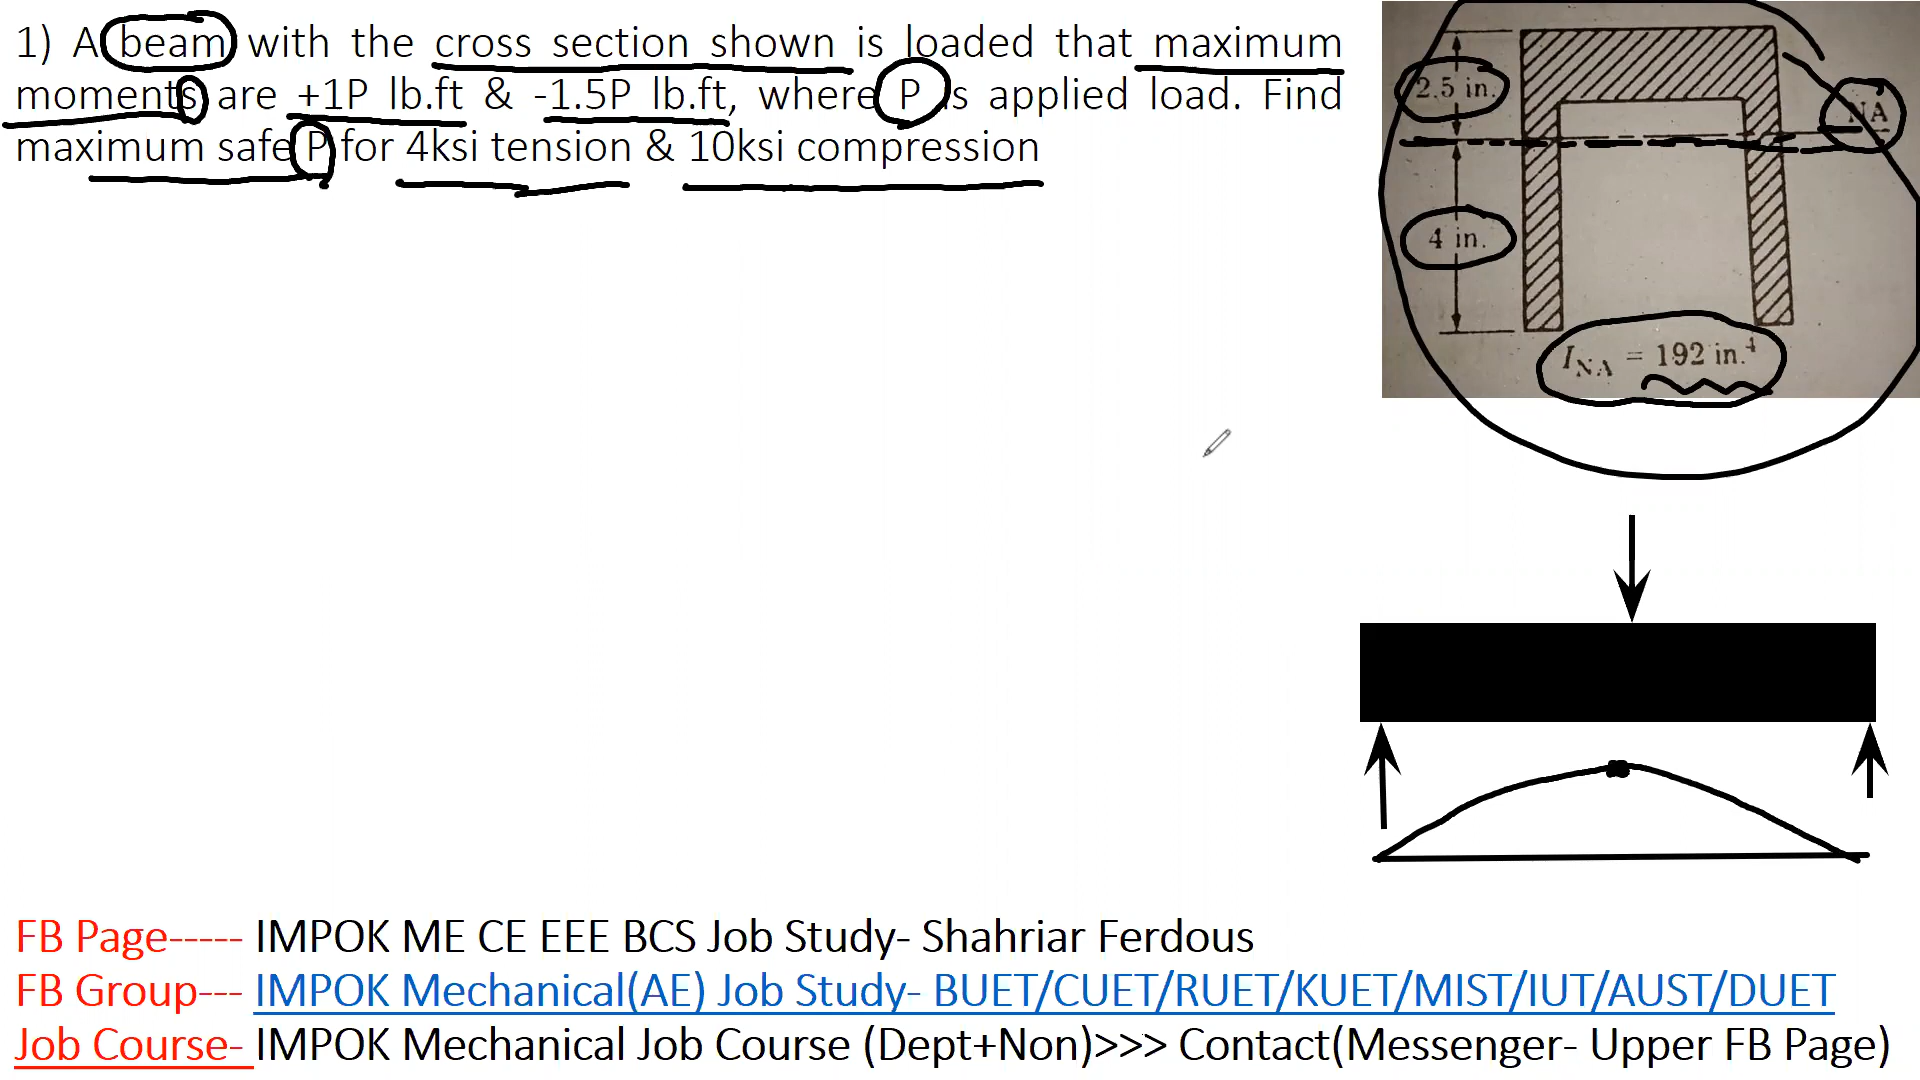 1) A beam with the cross section shown is loaded that maximum
moments are +1P lb.ft & -1.5P lb.ft, where P is applied load. Find
maximum safe P for 4ksi tension & 10ksi compression
2.5 in.
NA
4 in.
I_NA = 192 in.⁴
FB Page----- IMPOK ME CE EEE BCS Job Study- Shahriar Ferdous
FB Group--- IMPOK Mechanical(AE) Job Study- BUET/CUET/RUET/KUET/MIST/IUT/AUST/DUET
Job Course- IMPOK Mechanical Job Course (Dept+Non)>>> Contact(Messenger- Upper FB Page)